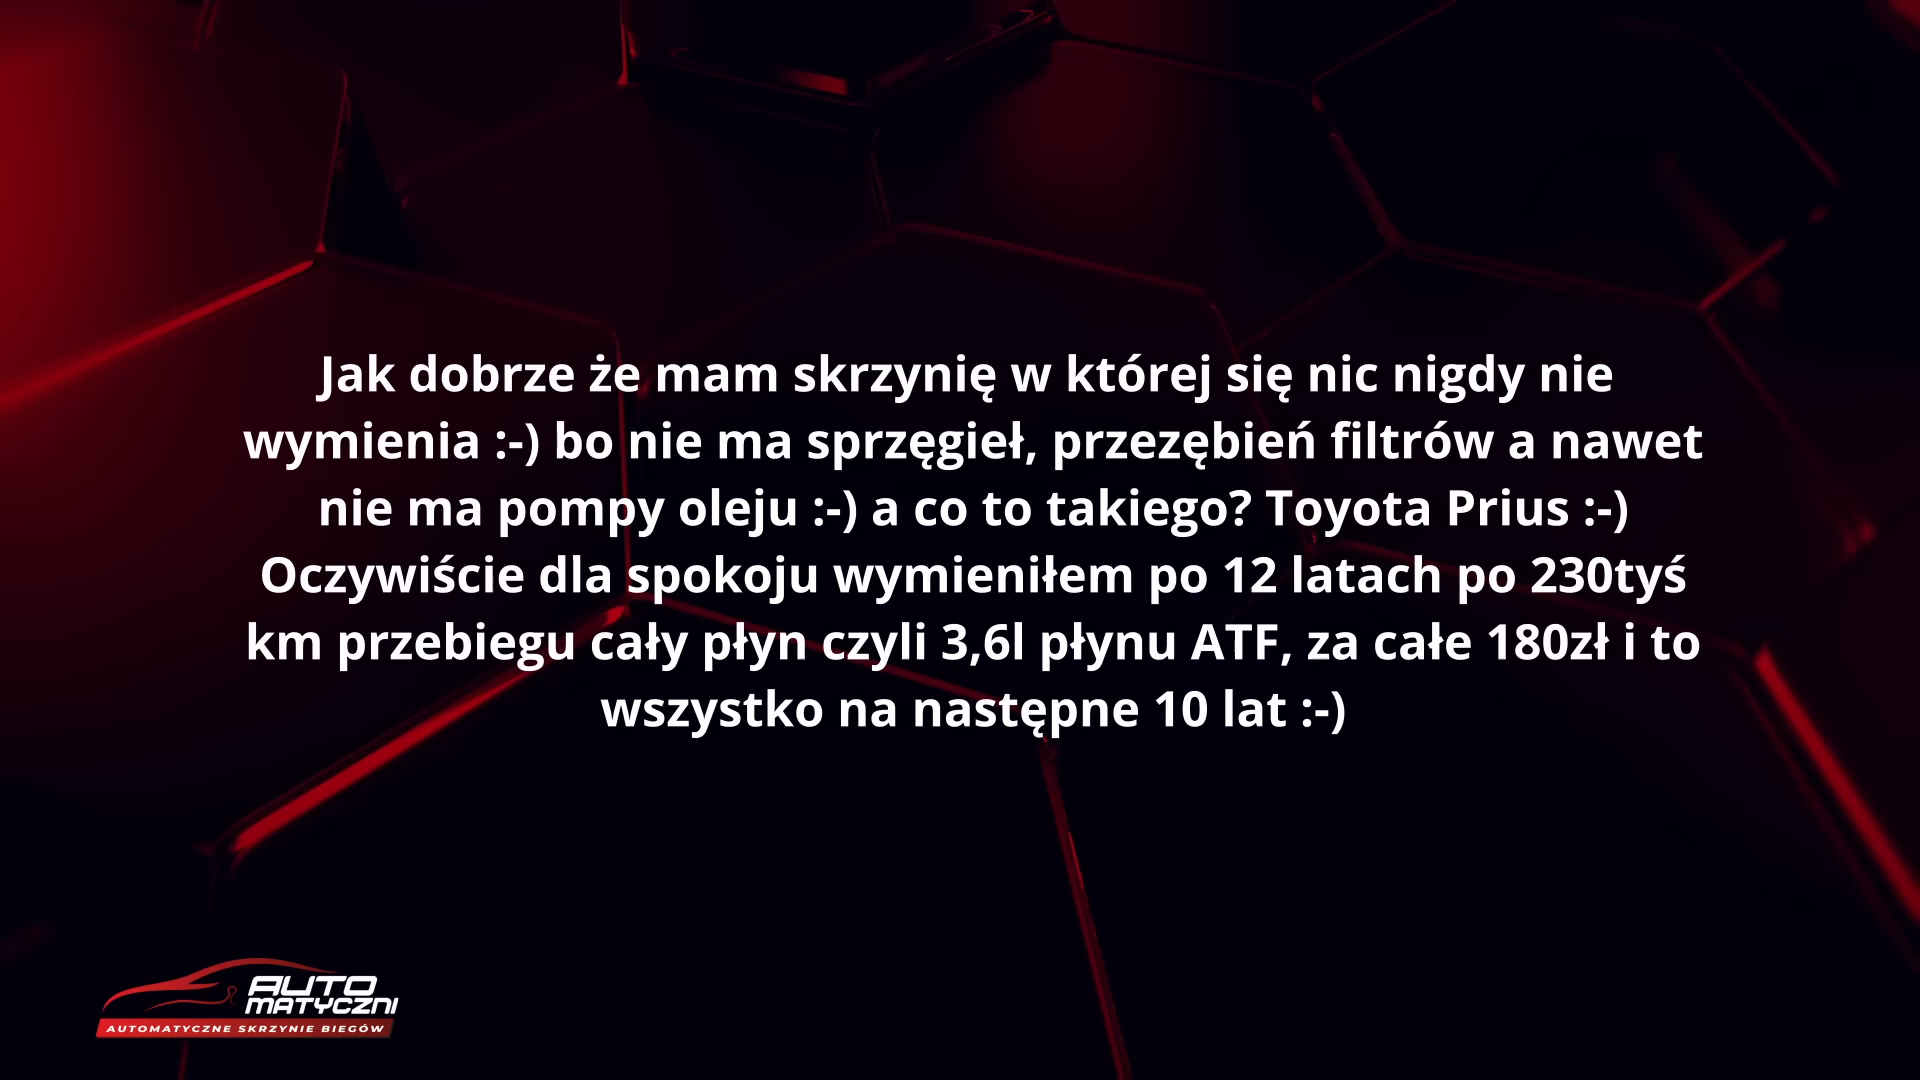 Jak dobrze że mam skrzynię w której się nic nigdy nie
wymienia :-) bo nie ma sprzęgieł, przezębień filtrów a nawet
nie ma pompy oleju :-) a co to takiego? Toyota Prius :-)
Oczywiście dla spokoju wymieniłem po 12 latach po 230tyś
km przebiegu cały płyn czyli 3,6l płynu ATF, za całe 180zł i to
wszystko na następne 10 lat :-)
AUTO
MATYCZNI
AUTOMATYCZNE SKRZYNIE BIEGÓW